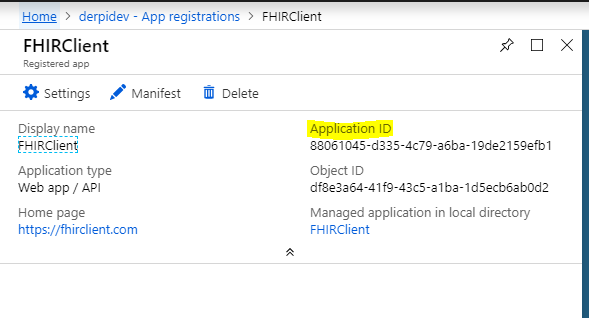 Home > derpidev - App registrations > FHIRClient
FHIRClient
Registered app
Settings Manifest Delete
Display name
FHIRClient
Application type
Web app / API
Home page
https://fhirclient.com
Application ID
88061045-d335-4c79-a6ba-19de2159efb1
Object ID
df8e3a64-41f9-43c5-a1ba-1d5ecb6ab0d2
Managed application in local directory
FHIRClient